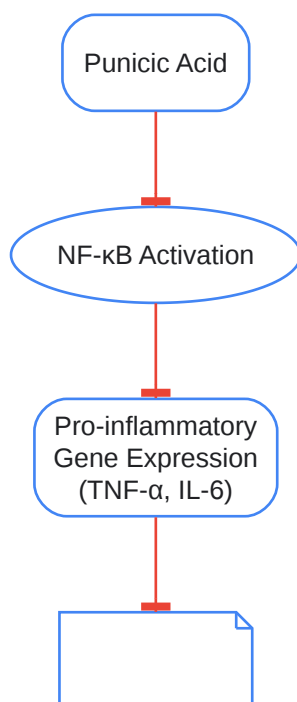 Punicic Acid
NF-κB Activation
Pro-inflammatory
Gene Expression
(TNF-α, IL-6)